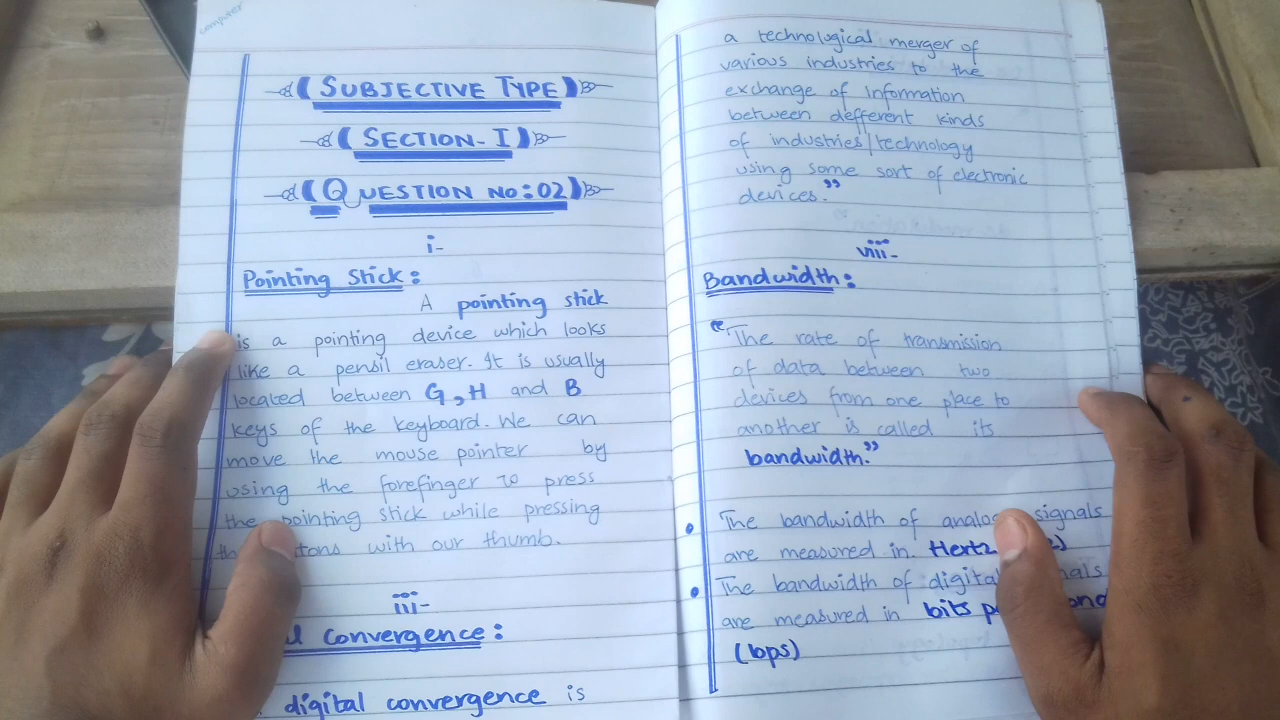 computer
SUBJECTIVE TYPE
SECTION-I
QUESTION NO:02
i-
Pointing Stick:
A pointing stick
is a pointing device which looks
like a pensil eraser. It is usually
located between G,H and B
keys of the keyboard. We can
move the mouse pointer by
using the forefinger to press
the pointing stick while pressing
with our thumb.
iii-
convergence:
digital convergence is
a technological merger of
various industries to the
exchange of Information
between defferent kinds
of industries/technology
using some sort of electronic
devices."
viii-
Bandwidth:
"The rate of transmission
of data between two
devices from one place to
another is called its
bandwidth."
• The bandwidth of analog signals
are measured in Hertz
• The bandwidth of digital
are measured in bits
(bps)